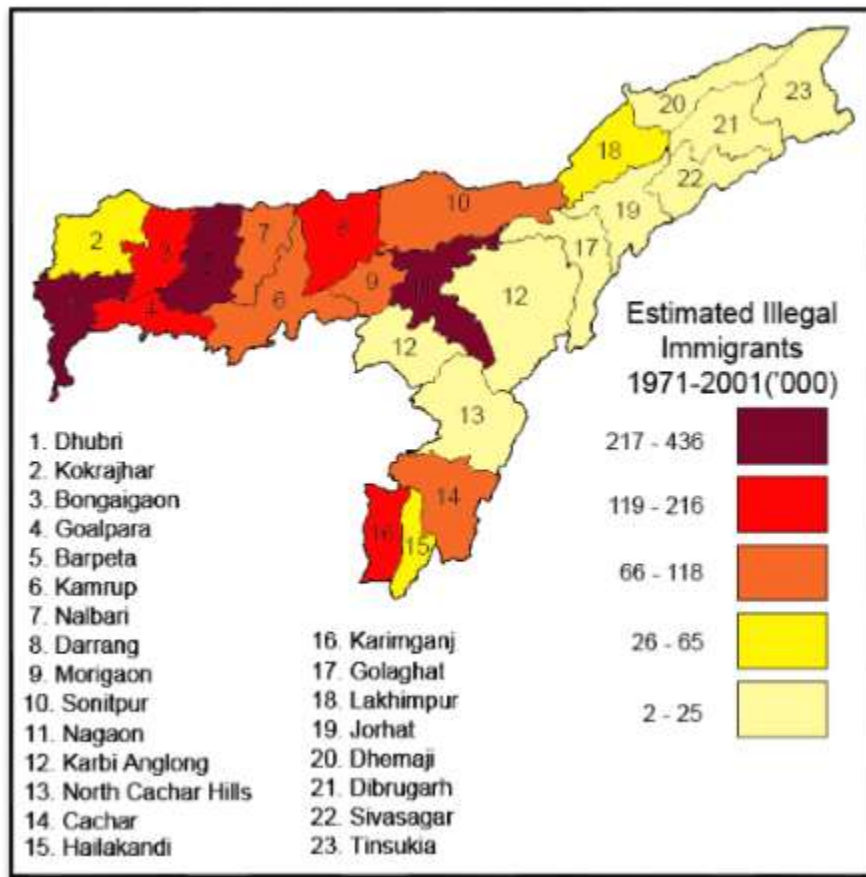 20
23
21
18
22
10
19
2
3
7
8
17
9
6
4
12
12
Estimated Illegal
Immigrants
1971-2001('000)
13
217 - 436
1. Dhubri
2. Kokrajhar
3. Bongaigaon
119 - 216
14
4. Goalpara
16
5. Barpeta
15
66 - 118
6. Kamrup
7. Nalbari
8. Darrang
9. Morigaon
10. Sonitpur
11. Nagaon
12. Karbi Anglong
13. North Cachar Hills
14. Cachar
15. Hailakandi
16. Karimganj
17. Golaghat
18. Lakhimpur
19. Jorhat
20. Dhemaji
21. Dibrugarh
22. Sivasagar
23. Tinsukia
26 - 65
2 - 25